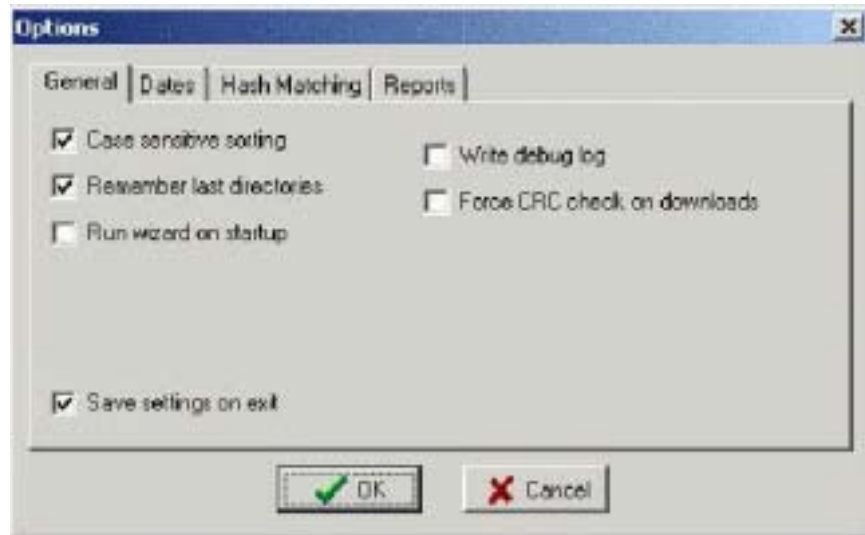 Options
General
Dates
Hash Matching
Reports
Case sensitive sorting
Remember last directories
Run wizard on startup
Write debug log
Force CRC check on downloads
Save settings on exit
OK
Cancel